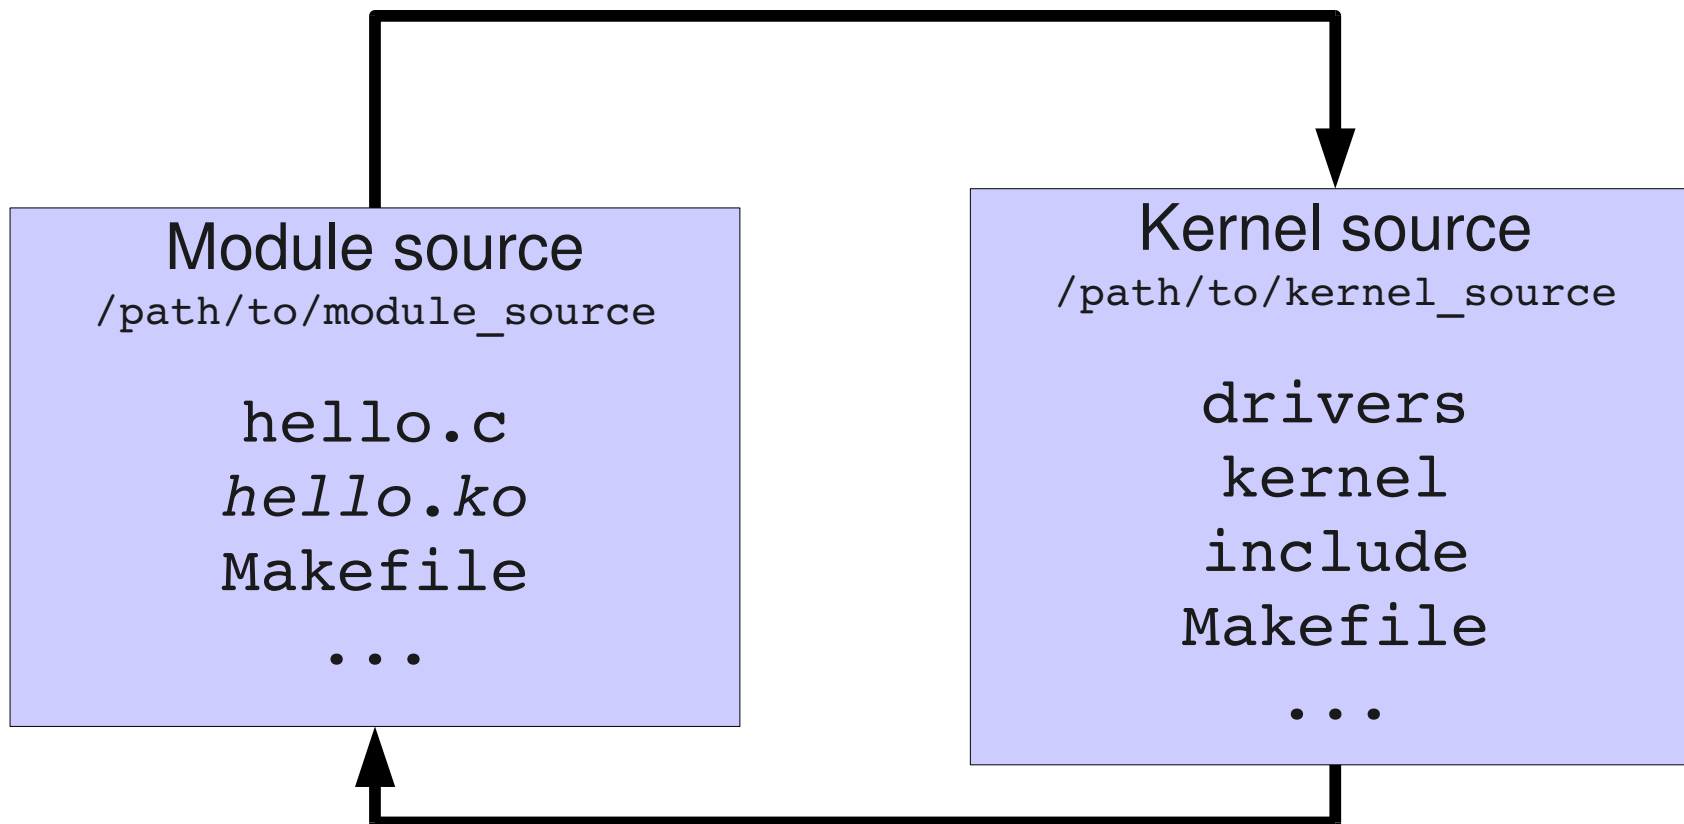 Module source
/path/to/module_source
hello.c
hello.ko
Makefile
...
Kernel source
/path/to/kernel_source
drivers
kernel
include
Makefile
...